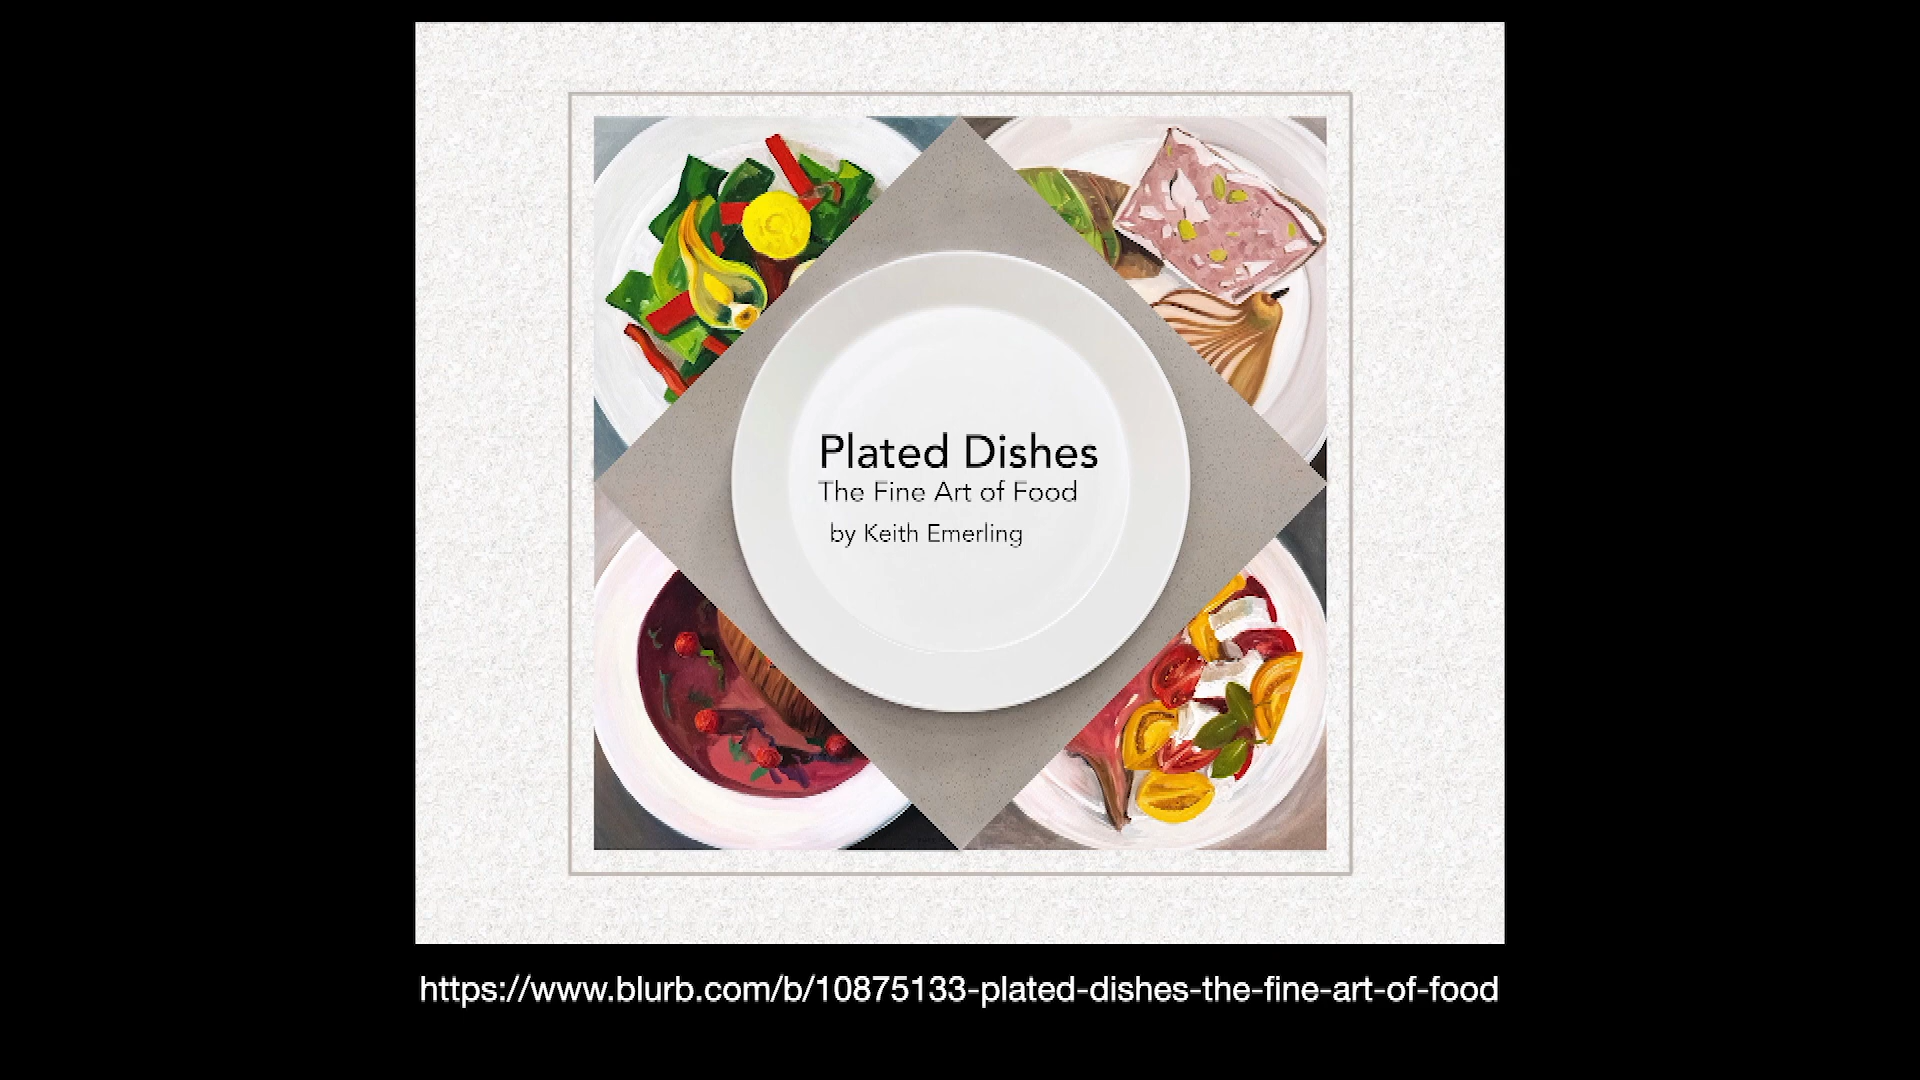 Plated Dishes
The Fine Art of Food
by Keith Emerling
https://www.blurb.com/b/10875133-plated-dishes-the-fine-art-of-food